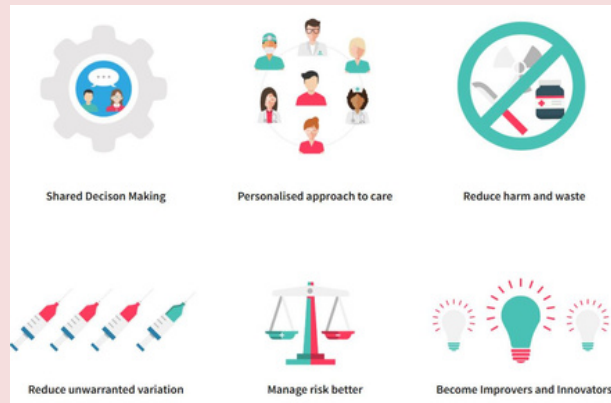 Shared Decison Making
Personalised approach to care
Reduce harm and waste
Reduce unwarranted variation
Manage risk better
Become Improvers and Innovators